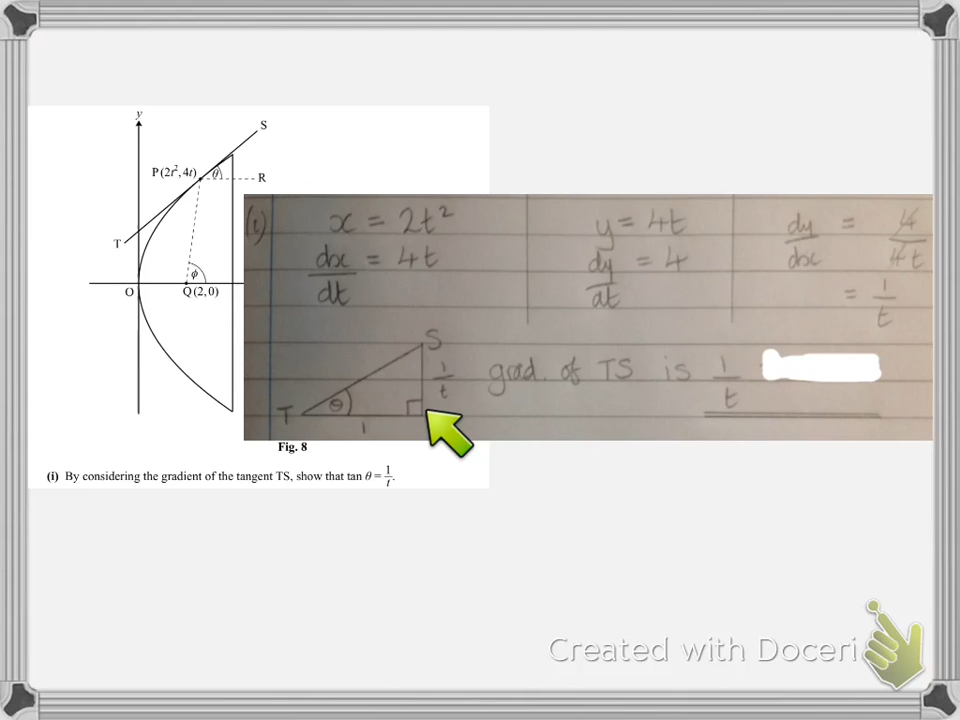 y
S
P(2t²,4t)
θ
R
T
ϕ
O
Q(2,0)
(i) x = 2t² y = 4t dy/dx = 4/4t
dx/dt = 4t dy/dt = 4 = 1/t
S
T θ 1/t
1
grad. of TS is 1/t
Fig. 8
(i) By considering the gradient of the tangent TS, show that tan θ = 1/t.
Created with Doceri